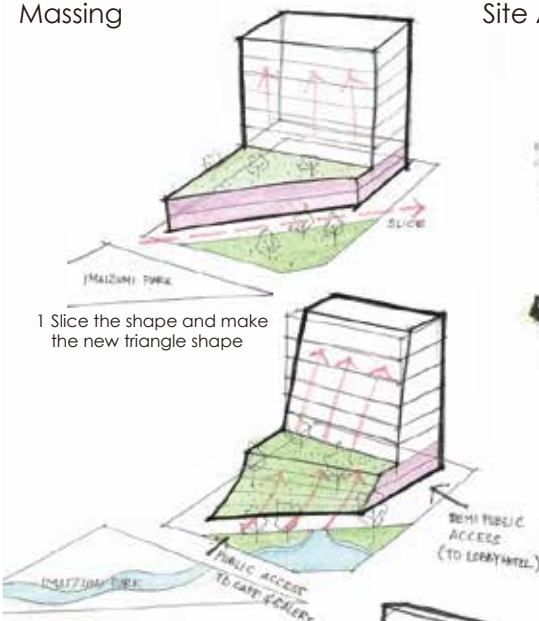 Massing
Site
SLICE
IMAIZUMI PARK
1 Slice the shape and make
the new triangle shape
SEMI PUBLIC
ACCESS
(TO LOBBY HOTEL)
IMAIZUMI PARK
PUBLIC ACCESS
TO CAFE & GALERY